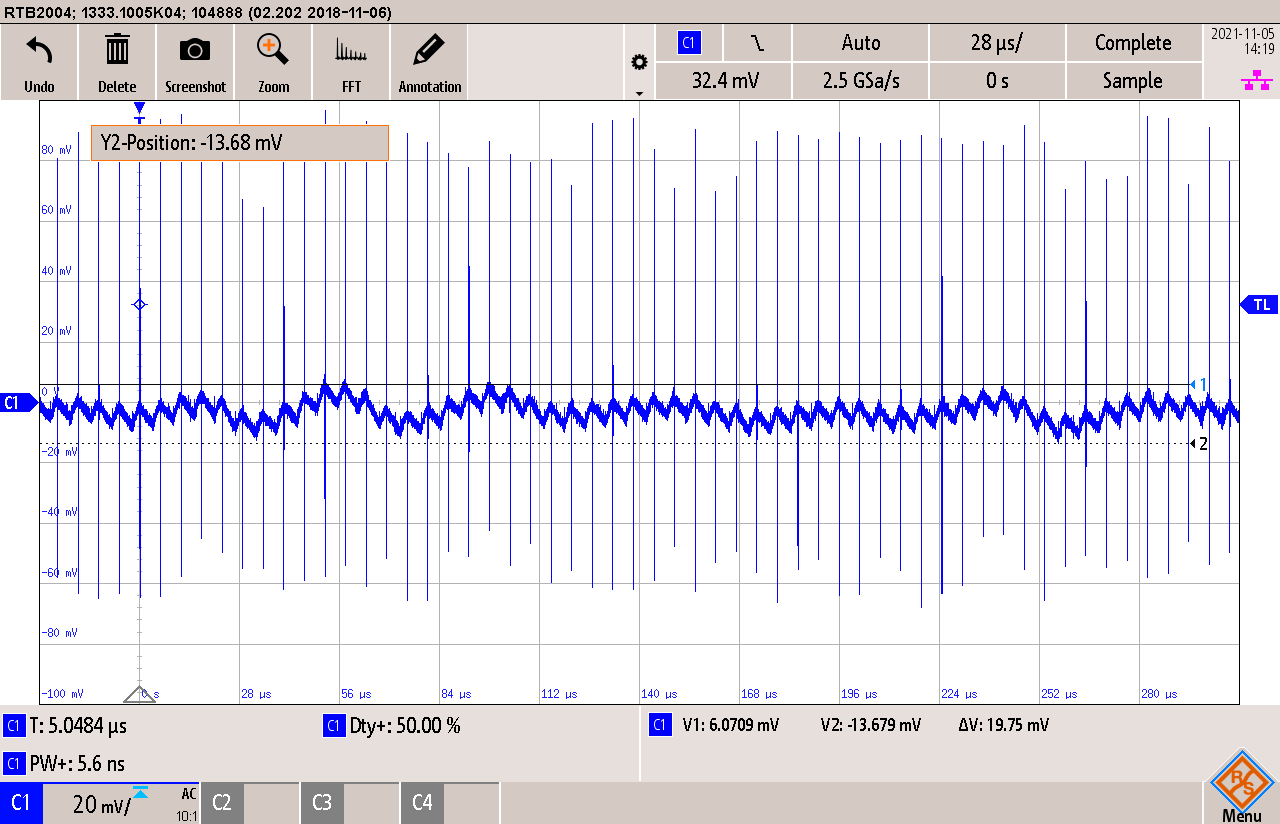 RTB2004; 1333.1005K04; 104888 (02.202 2018-11-06)
Undo
Delete
Screenshot
Zoom
FFT
Annotation
C1
Auto
28 µs/
Complete
32.4 mV
2.5 GSa/s
0 s
Sample
2021-11-05
14:19
Y2-Position: -13.68 mV
80 mV
60 mV
40 mV
20 mV
0 V
-20 mV
-40 mV
-60 mV
-80 mV
-100 mV
C1
TL
1
2
0 s
28 µs
56 µs
84 µs
112 µs
140 µs
168 µs
196 µs
224 µs
252 µs
280 µs
C1 T: 5.0484 µs
C1 Dty+: 50.00 %
C1 V1: 6.0709 mV V2: -13.679 mV ΔV: 19.75 mV
C1 PW+: 5.6 ns
C1 20 mV/ AC
10:1
C2
C3
C4
R S
Menu